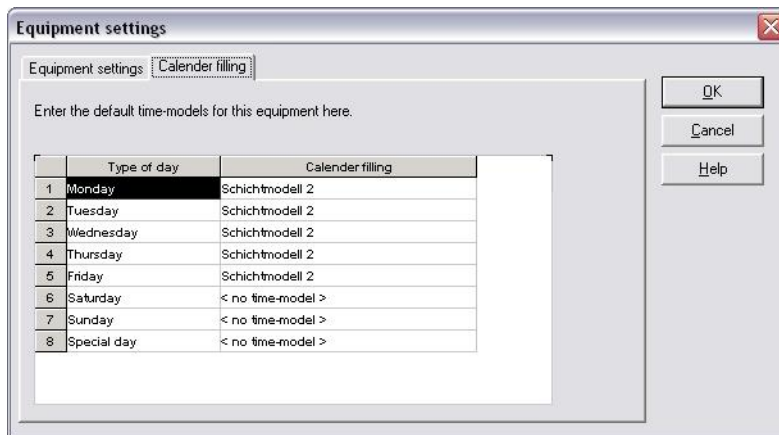 Equipment settings
Equipment settings Calender filling
Enter the default time-models for this equipment here.
Type of day Calender filling
1 Monday Schichtmodell 2
2 Tuesday Schichtmodell 2
3 Wednesday Schichtmodell 2
4 Thursday Schichtmodell 2
5 Friday Schichtmodell 2
6 Saturday < no time-model >
7 Sunday < no time-model >
8 Special day < no time-model >
OK
Cancel
Help